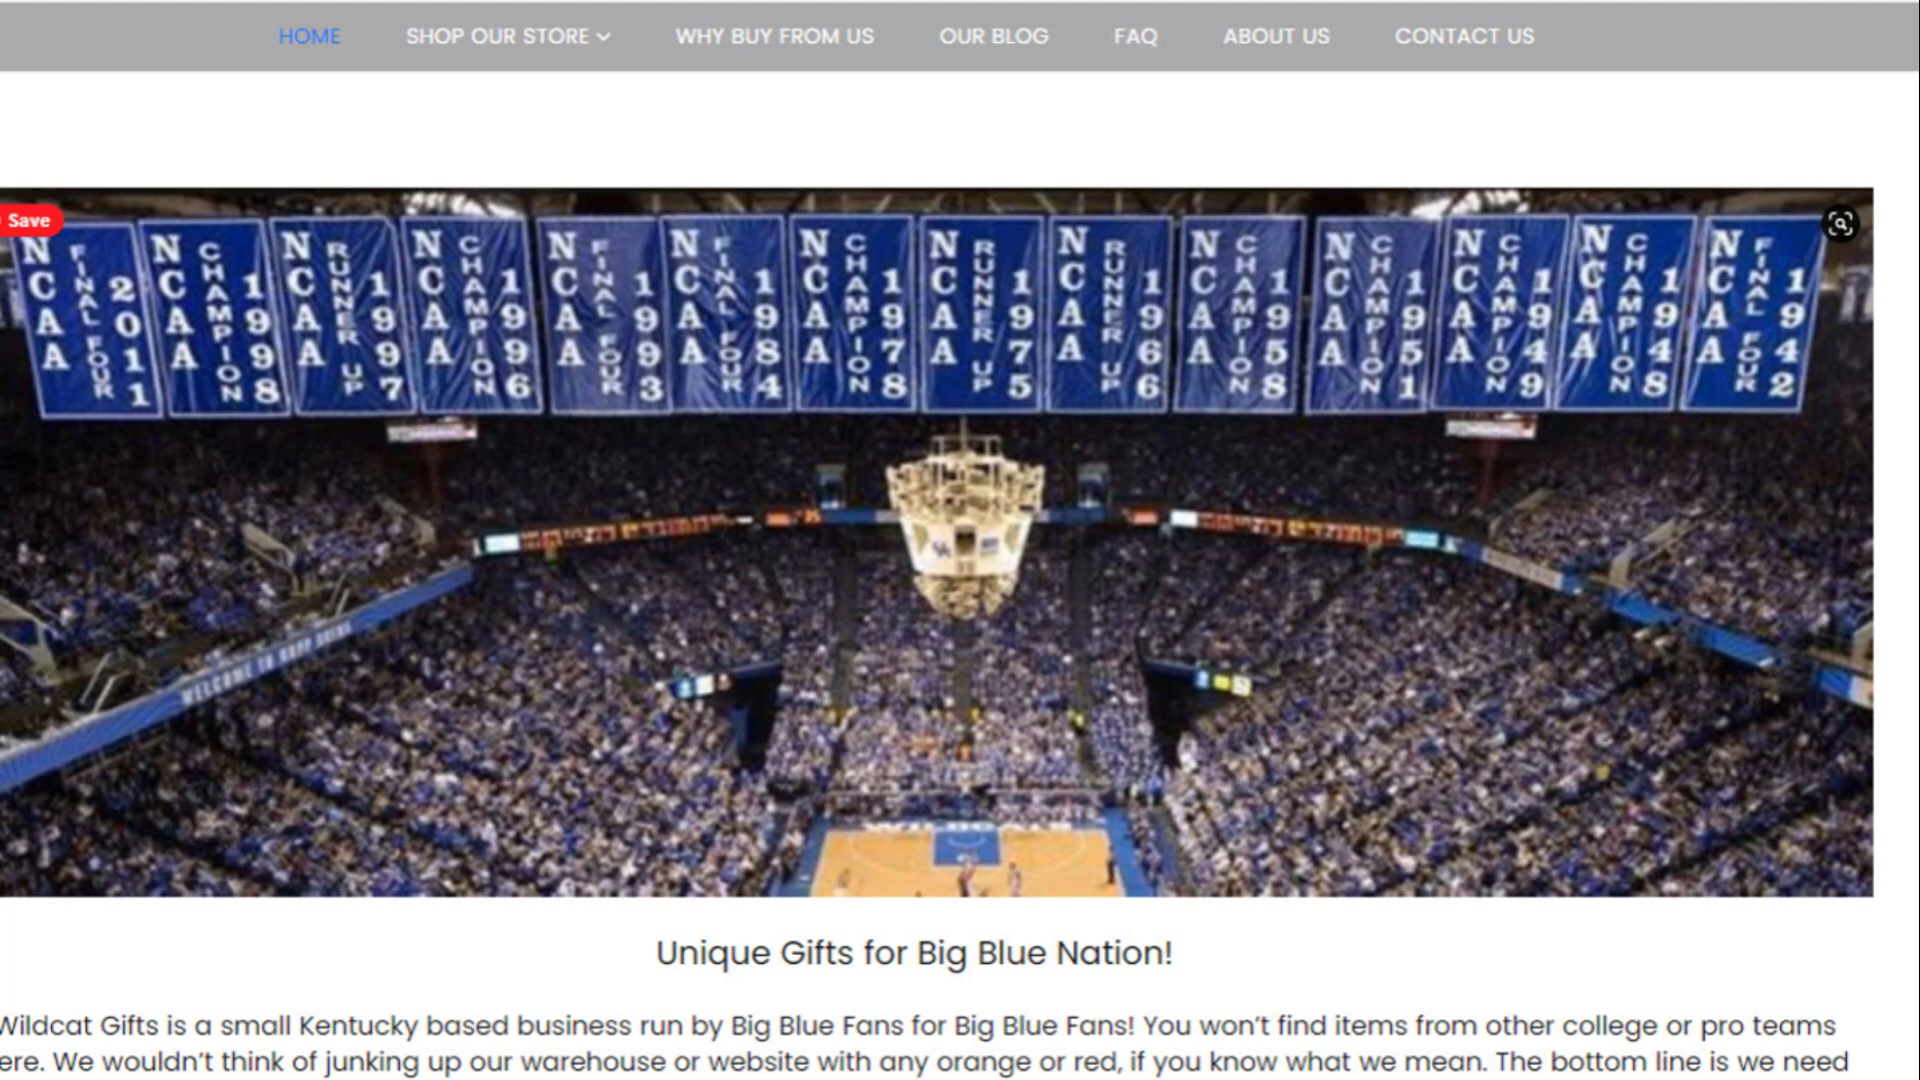 HOME SHOP OUR STORE WHY BUY FROM US OUR BLOG FAQ ABOUT US CONTACT US
Save
NCAA FINAL FOUR 2011
NCAA CHAMPION 1998
NCAA RUNNER UP 1997
NCAA CHAMPION 1996
NCAA FINAL FOUR 1993
NCAA FINAL FOUR 1984
NCAA CHAMPION 1978
NCAA RUNNER UP 1975
NCAA RUNNER UP 1966
NCAA CHAMPION 1958
NCAA CHAMPION 1951
NCAA CHAMPION 1949
NCAA CHAMPION 1948
NCAA FINAL FOUR 1942
UK
WELCOME TO RUPP ARENA
WILDCATS
Unique Gifts for Big Blue Nation!
Wildcat Gifts is a small Kentucky based business run by Big Blue Fans for Big Blue Fans! You won't find items from other college or pro teams
ere. We wouldn't think of junking up our warehouse or website with any orange or red, if you know what we mean. The bottom line is we need